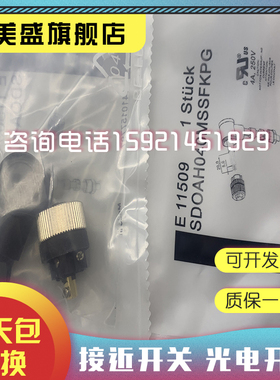 美盛旗舰店
咨询电话15921451929
E 11509
1 Stück
4A, 250V
可开发
质保一
天包
换
接近开关 光电开